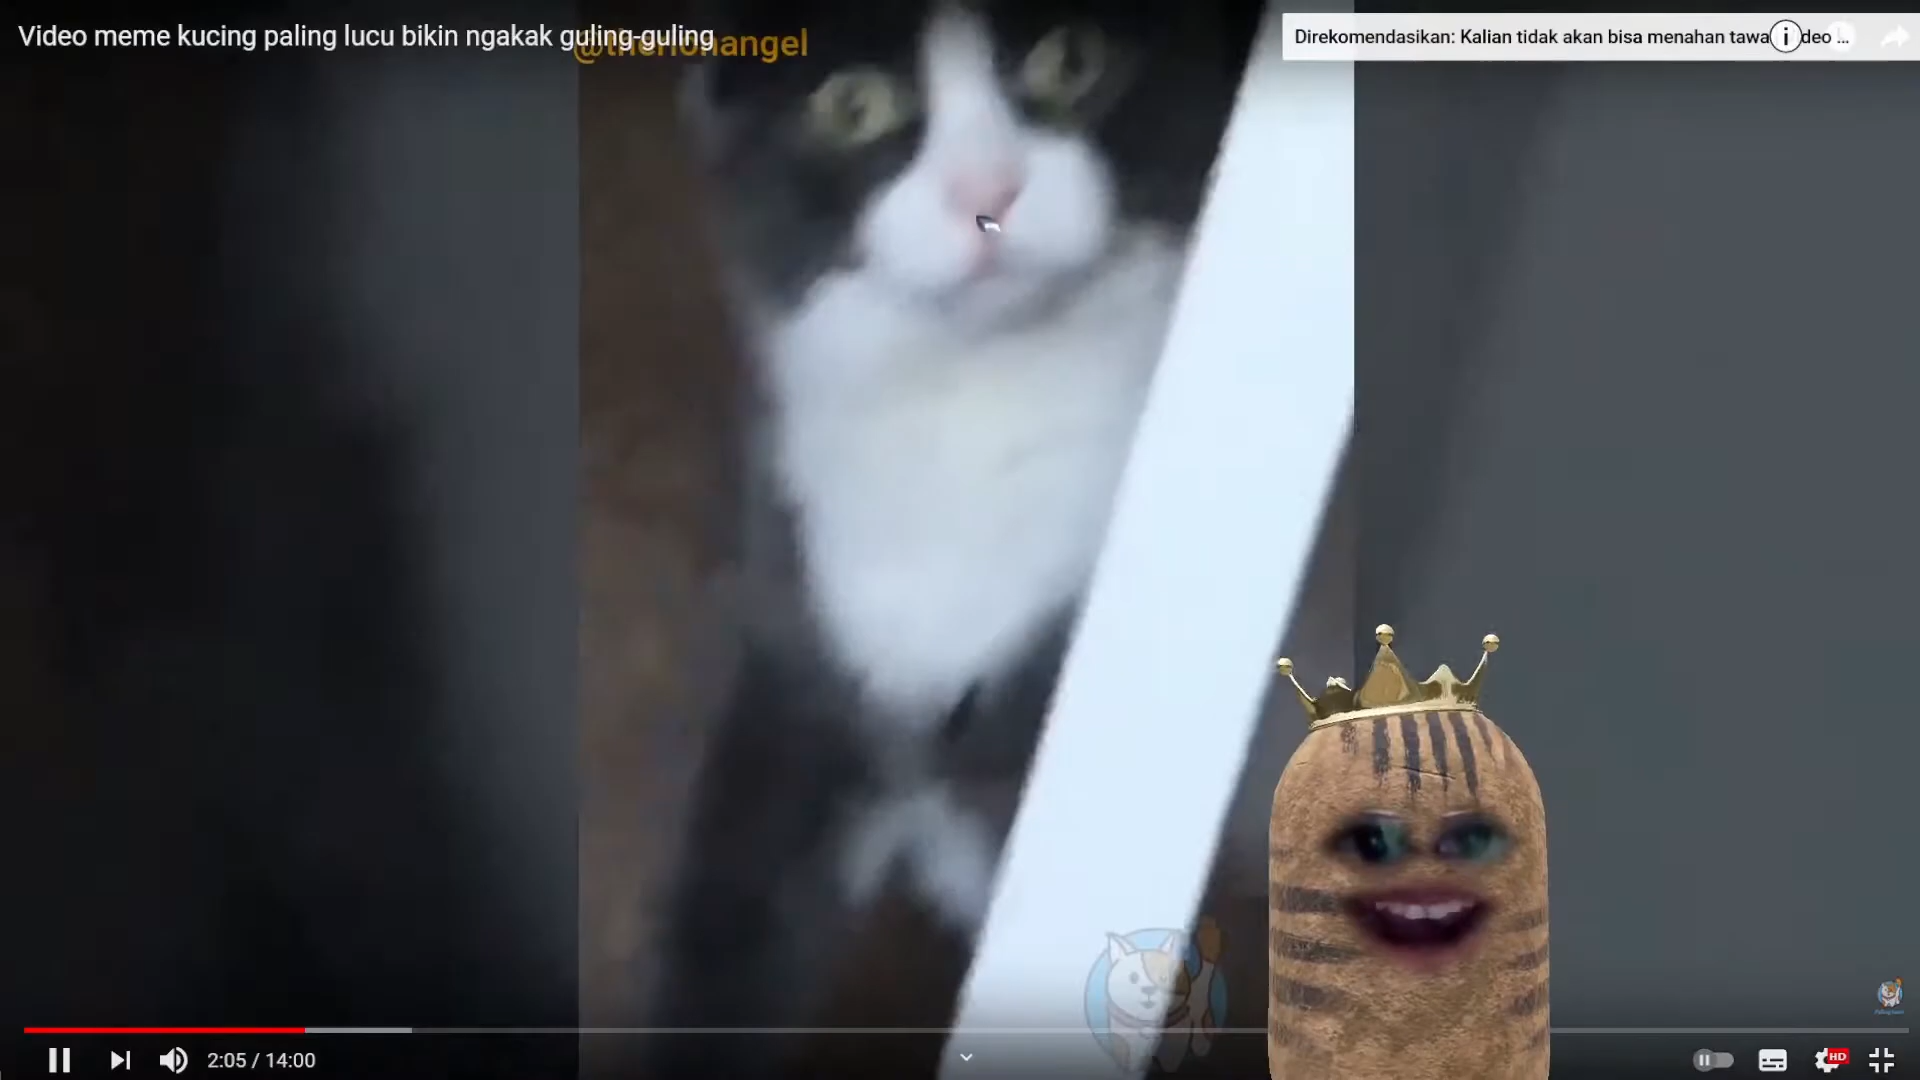 Video meme kucing paling lucu bikin ngakak guling-guling
Direkomendasikan: Kalian tidak akan bisa menahan tawa deo ...
2:05 / 14:00
HD